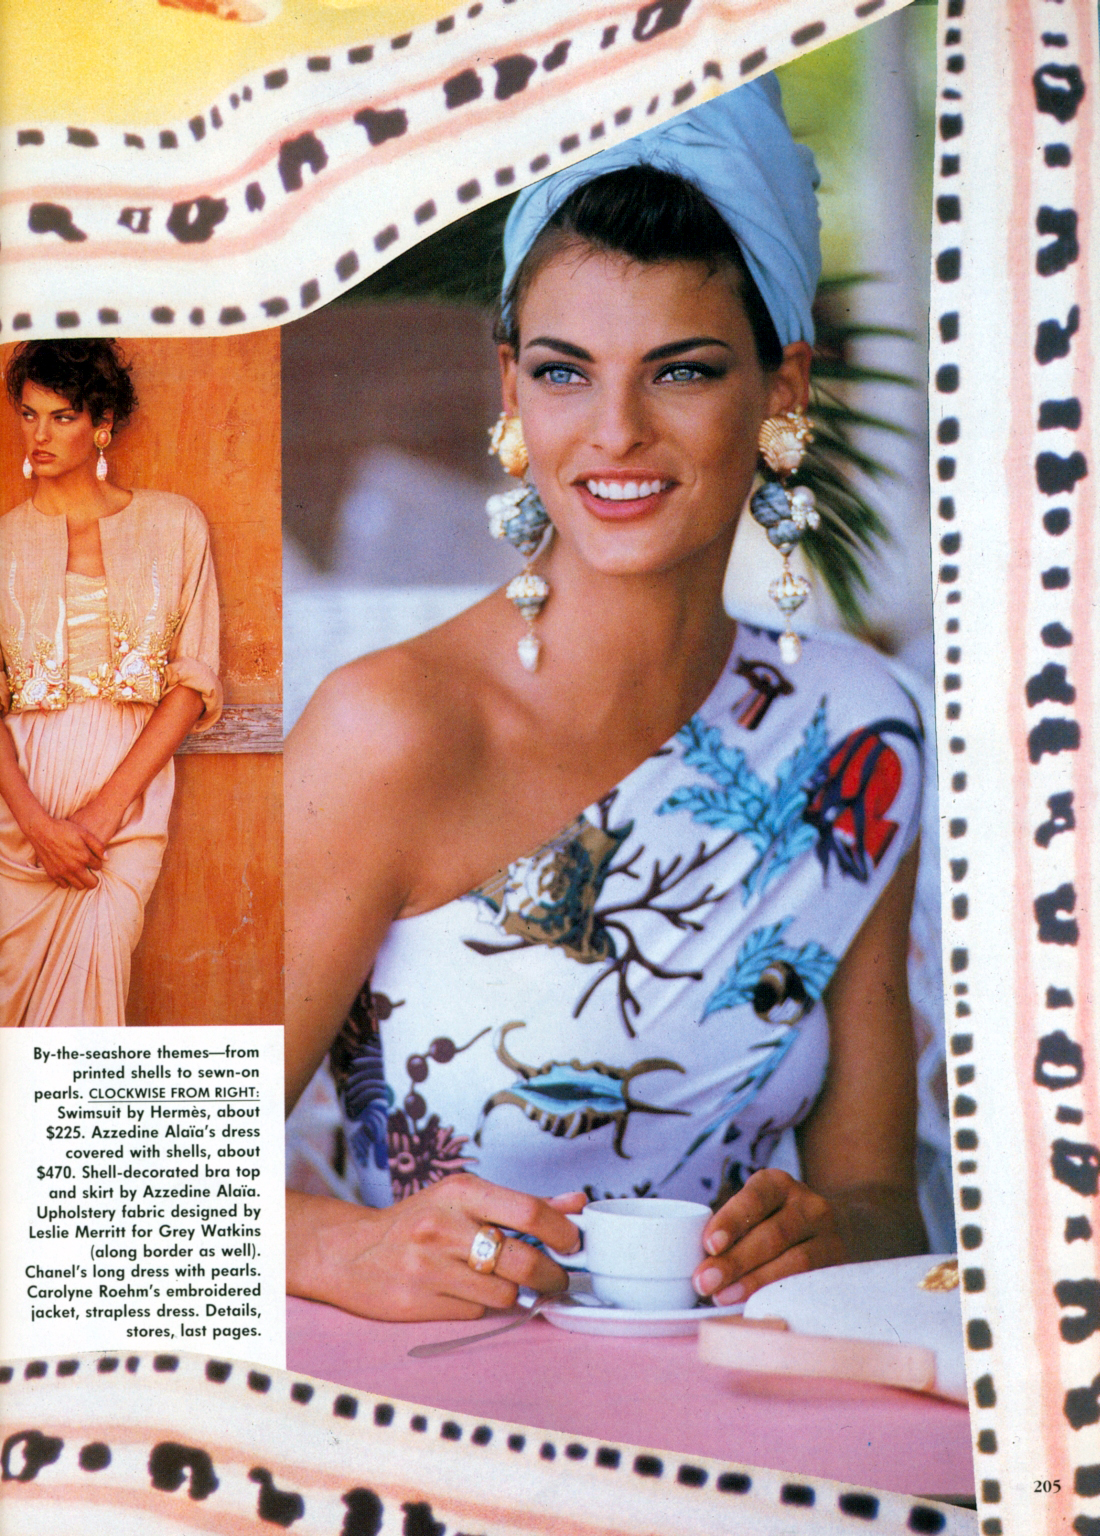 By-the-seashore themes—from
printed shells to sewn-on
pearls. CLOCKWISE FROM RIGHT:
Swimsuit by Hermès, about
$225. Azzedine Alaïa's dress
covered with shells, about
$470. Shell-decorated bra top
and skirt by Azzedine Alaïa.
Upholstery fabric designed by
Leslie Merritt for Grey Watkins
(along border as well).
Chanel's long dress with pearls.
Carolyne Roehm's embroidered
jacket, strapless dress. Details,
stores, last pages.
205